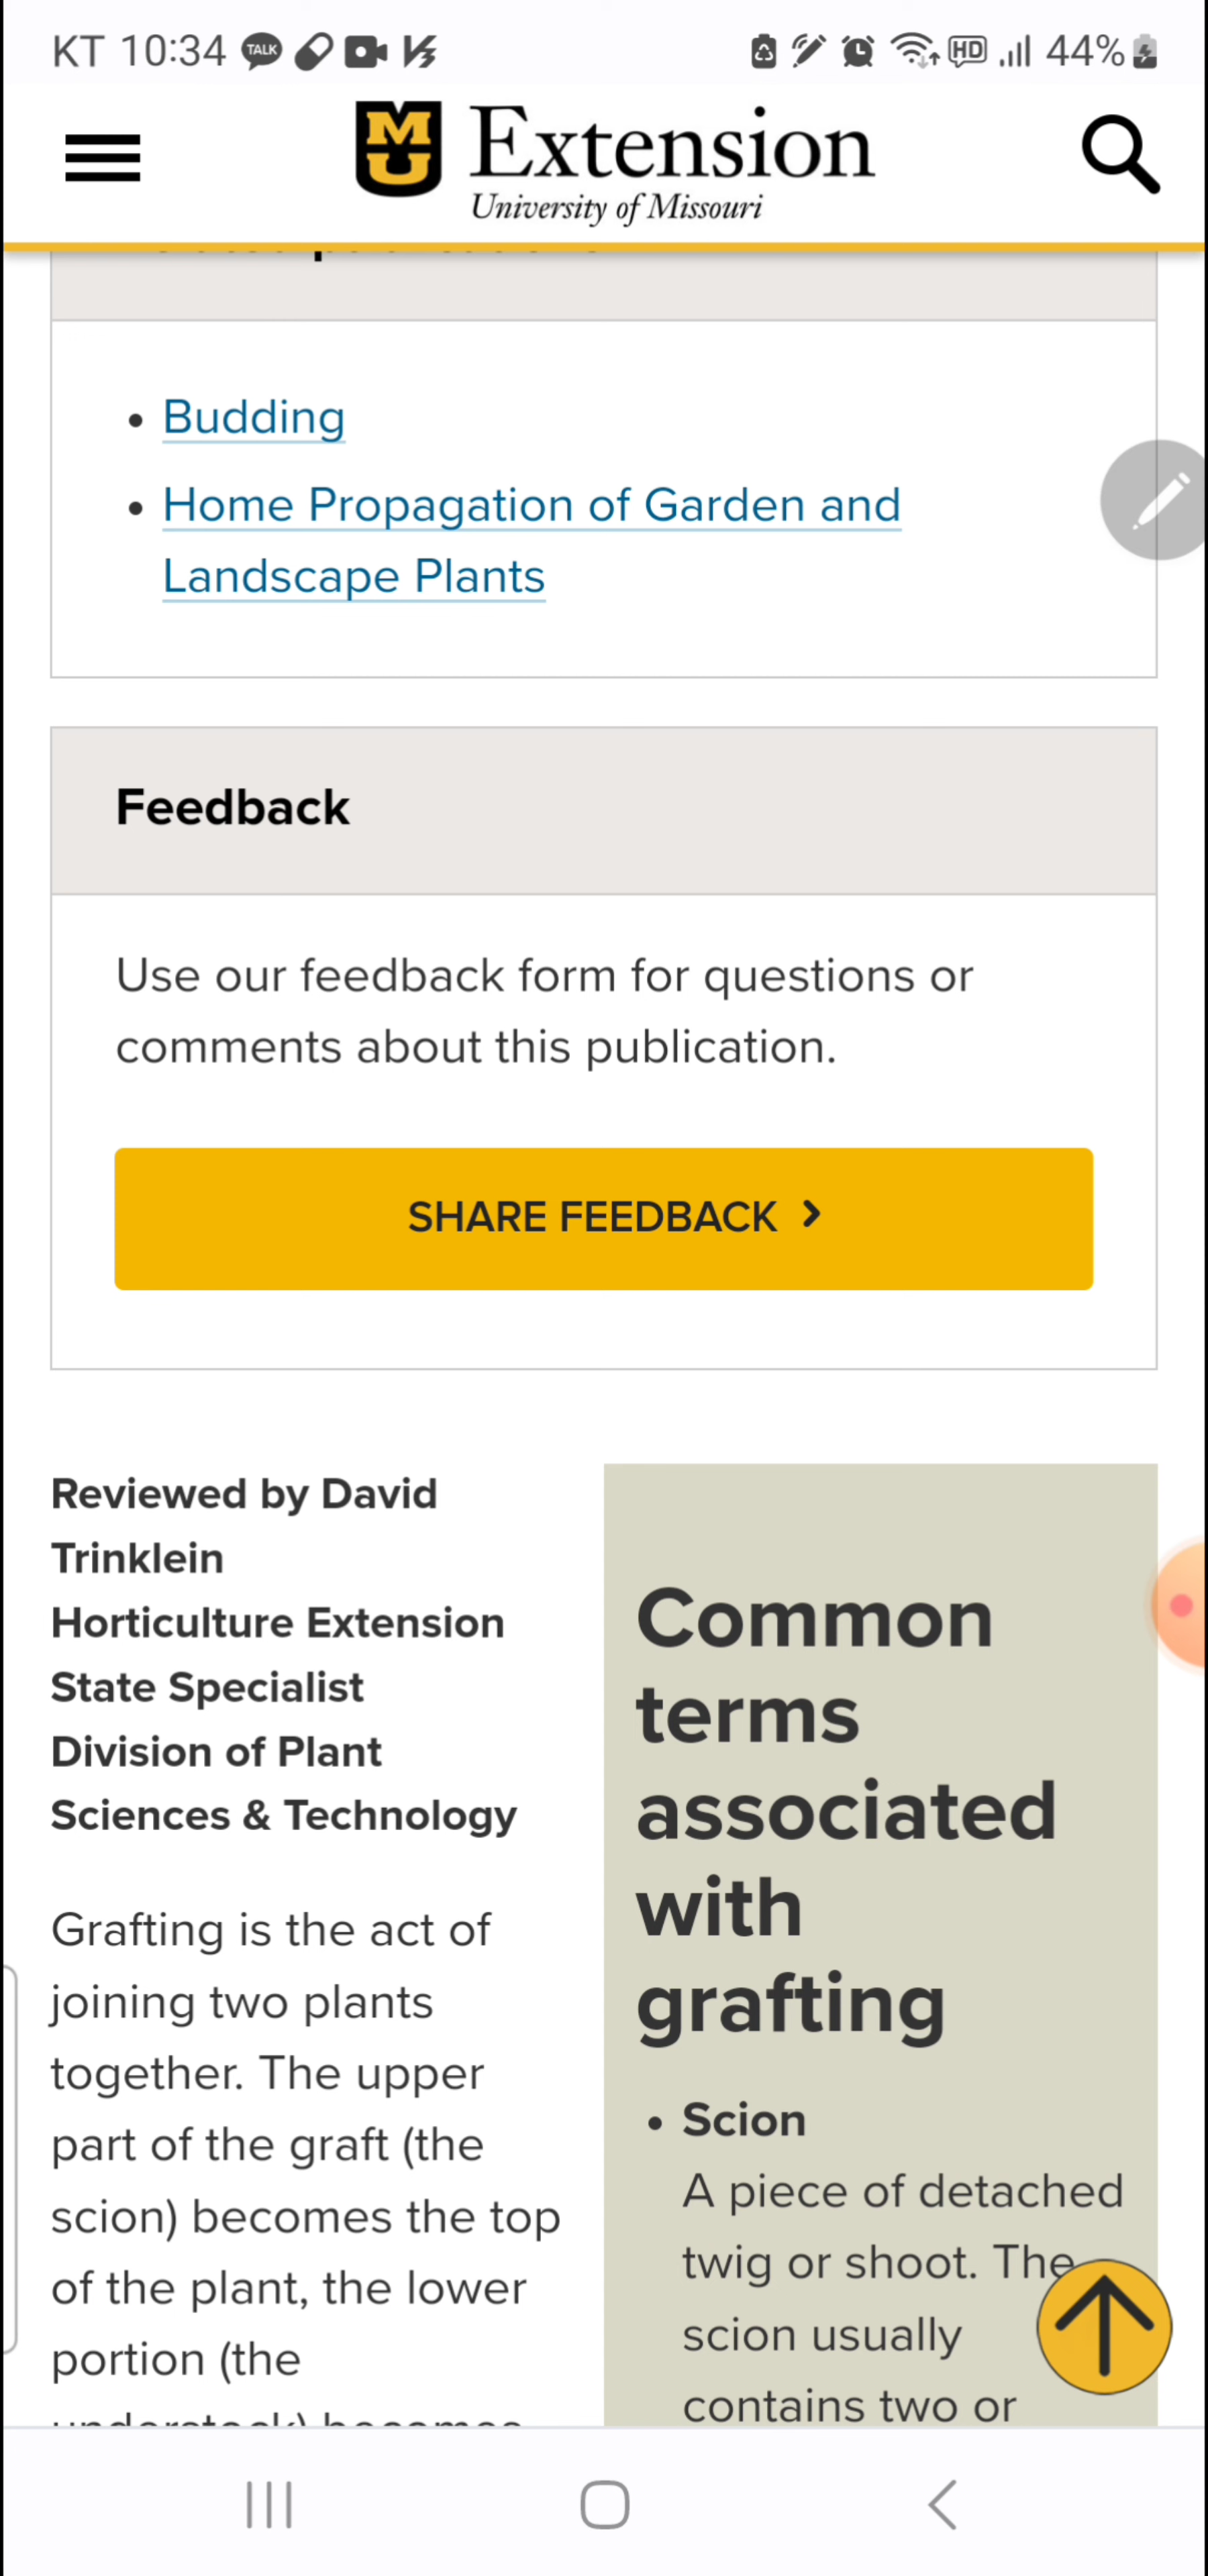 KT 10:34 TALK HD 44%
MU Extension
University of Missouri
Budding
Home Propagation of Garden and
Landscape Plants
Feedback
Use our feedback form for questions or
comments about this publication.
SHARE FEEDBACK
Reviewed by David
Trinklein
Horticulture Extension
State Specialist
Division of Plant
Sciences & Technology
Grafting is the act of
joining two plants
together. The upper
part of the graft (the
scion) becomes the top
of the plant, the lower
portion (the
understock) becomes
Common
terms
associated
with
grafting
Scion
A piece of detached
twig or shoot. The
scion usually
contains two or